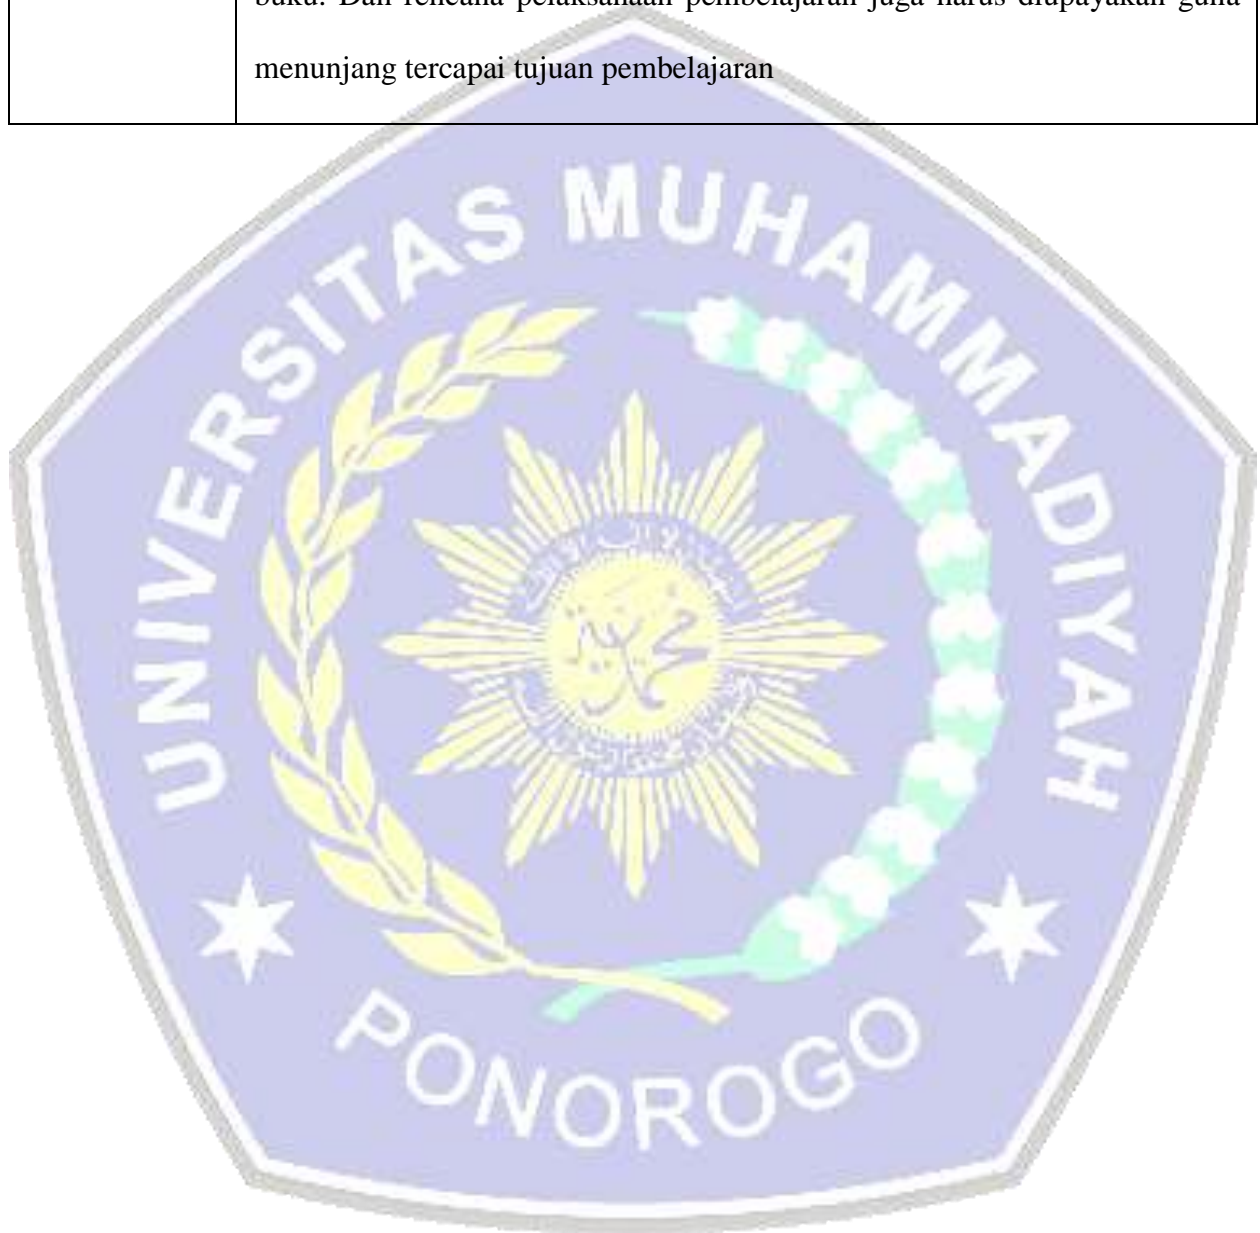 buku. Dan rencana pelaksanaan pembelajaran juga harus diupayakan guna
menunjang tercapai tujuan pembelajaran
UNIVERSITAS MUHAMMADIYAH
PONOROGO